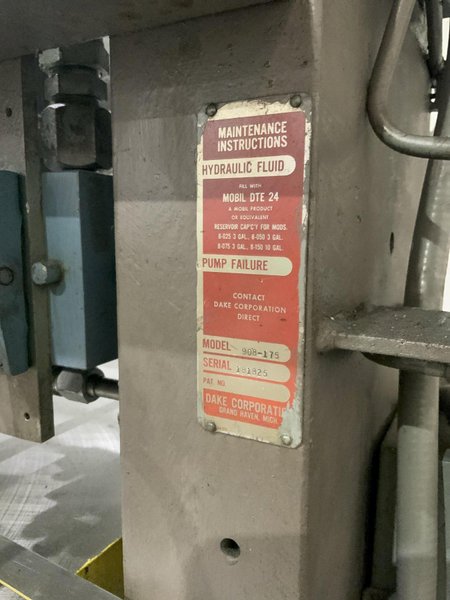 MAINTENANCE
INSTRUCTIONS
HYDRAULIC FLUID
FILL WITH
MOBIL DTE 24
A MOBIL PRODUCT
OR EQUIVALENT
RESERVOIR CAP'CY FOR MODS.
8-025 3 GAL., 8-050 3 GAL.
8-075 3 GAL., 8-150 10 GAL.
PUMP FAILURE
CONTACT
DAKE CORPORATION
DIRECT
MODEL 908-175
SERIAL 181825
PAT NO.
DAKE CORPORATIO
GRAND HAVEN, MICH.